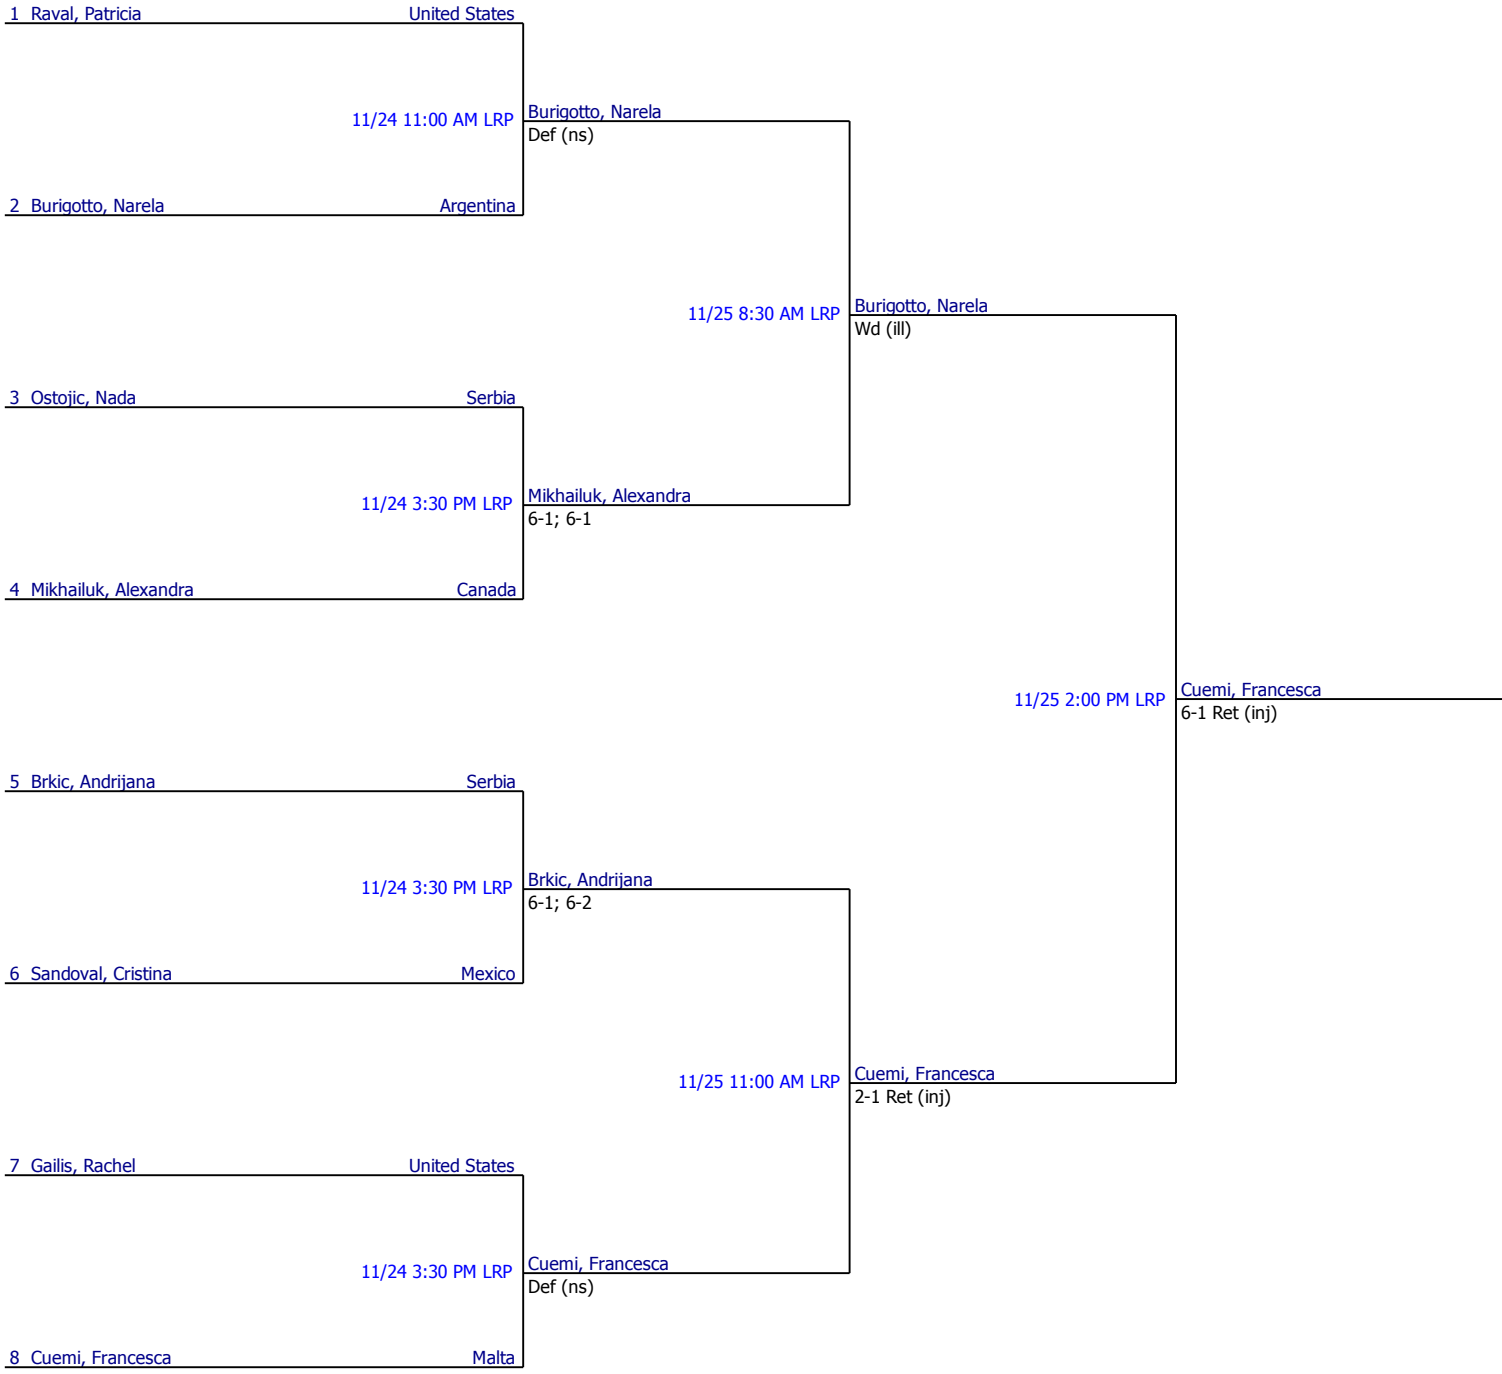 1 Raval, Patricia United States
11/24 11:00 AM LRP Burigotto, Narela
Def (ns)
2 Burigotto, Narela Argentina
11/25 8:30 AM LRP Burigotto, Narela
Wd (ill)
3 Ostojic, Nada Serbia
11/24 3:30 PM LRP Mikhailuk, Alexandra
6-1; 6-1
4 Mikhailuk, Alexandra Canada
11/25 2:00 PM LRP Cuemi, Francesca
6-1 Ret (inj)
5 Brkic, Andrijana Serbia
11/24 3:30 PM LRP Brkic, Andrijana
6-1; 6-2
6 Sandoval, Cristina Mexico
11/25 11:00 AM LRP Cuemi, Francesca
2-1 Ret (inj)
7 Gailis, Rachel United States
11/24 3:30 PM LRP Cuemi, Francesca
Def (ns)
8 Cuemi, Francesca Malta